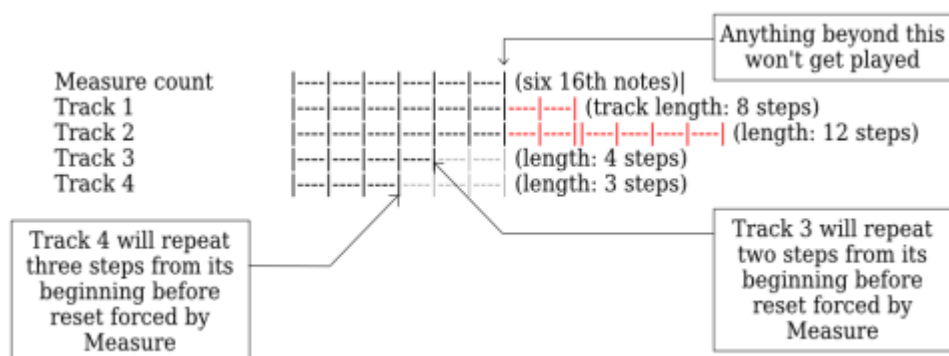 Anything beyond this
won't get played
Measure count |----|----|----|----|----|----| (six 16th notes)|
Track 1 |----|----|----|----|----|----|----|----| (track length: 8 steps)
Track 2 |----|----|----|----|----|----|----|----||----|----|----|----| (length: 12 steps)
Track 3 |----|----|----|----|----|----| (length: 4 steps)
Track 4 |----|----|----|----|----|----| (length: 3 steps)
Track 4 will repeat
three steps from its
beginning before
reset forced by
Measure
Track 3 will repeat
two steps from its
beginning before
reset forced by
Measure